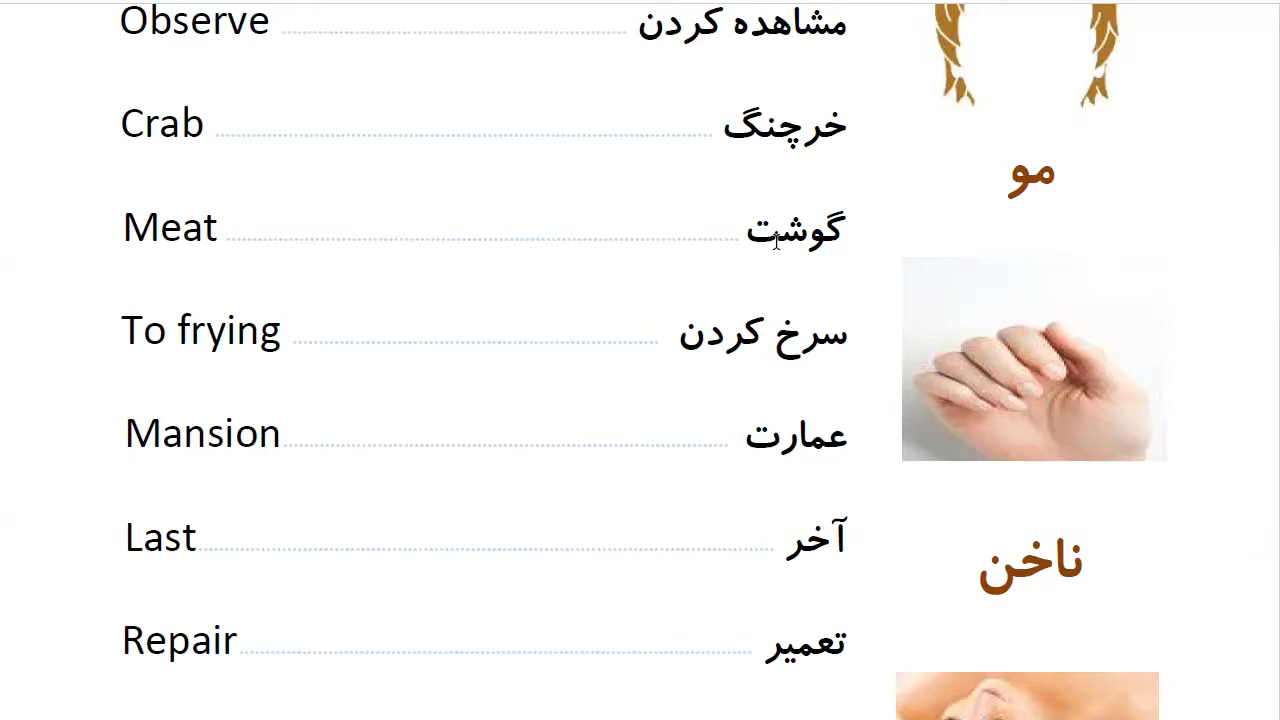 Observe ........ مشاهده کردن
Crab ........ خرچنگ
Meat ........ گوشت
To frying ........ سرخ کردن
Mansion ........ عمارت
Last ........ آخر
Repair ........ تعمیر
مو
ناخن